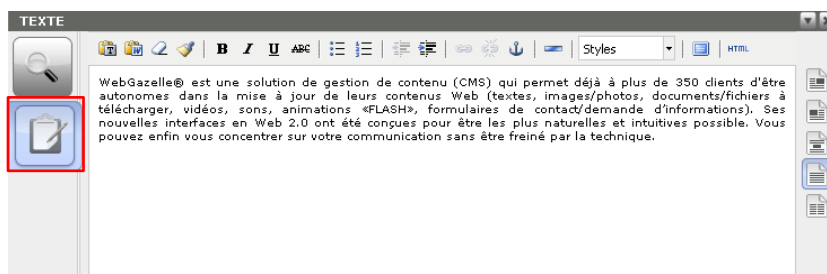 TEXTE
B I U ABC Styles HTML
WebGazelle® est une solution de gestion de contenu (CMS) qui permet déjà à plus de 350 clients d'être
autonomes dans la mise à jour de leurs contenus Web (textes, images/photos, documents/fichiers à
télécharger, vidéos, sons, animations «FLASH», formulaires de contact/demande d'informations). Ses
nouvelles interfaces en Web 2.0 ont été conçues pour être les plus naturelles et intuitives possible. Vous
pouvez enfin vous concentrer sur votre communication sans être freiné par la technique.